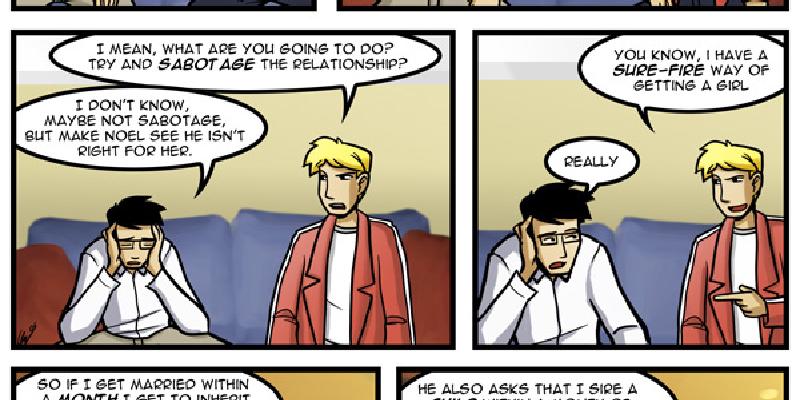 I MEAN, WHAT ARE YOU GOING TO DO?
TRY AND SABOTAGE THE RELATIONSHIP?
I DON'T KNOW,
MAYBE NOT SABOTAGE,
BUT MAKE NOEL SEE HE ISN'T
RIGHT FOR HER.
YOU KNOW, I HAVE A
SURE-FIRE WAY OF
GETTING A GIRL
REALLY
SO IF I GET MARRIED WITHIN
A MONTH I GET TO INHERIT
HE ALSO ASKS THAT I SIRE A